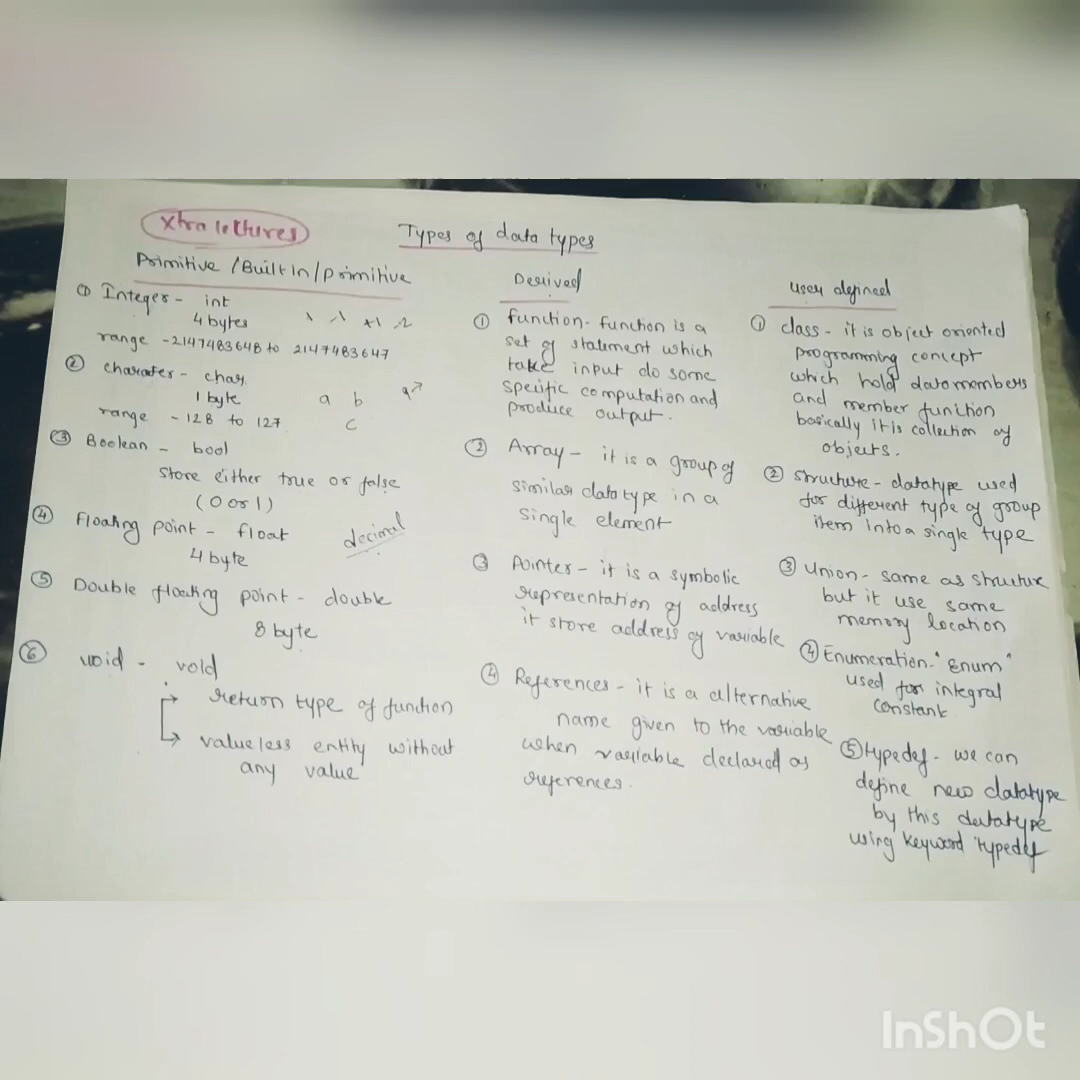 Xtra lectures
Types of data types
Primitive / Built In / primitive
① Integer - int
4 bytes
range -2147483648 to 2147483647
② charater - char
1 byte
a b
c
range -128 to 127
③ Boolean - bool
Store either true or false
(0 or 1)
④ Floating point - float
decimal
4 byte
⑤ Double floating point - double
8 byte
⑥ void - void
return type of function
valueless entity without
any value
Derived
① function - function is a
set of statement which
take input do some
specific computation and
produce output.
② Array - it is a group of
similar data type in a
single element
③ Pointer - it is a symbolic
representation of address
it store address of variable
④ References - it is a alternative
name given to the variable
when variable declared as
references.
user defined
① class - it is object oriented
programming concept
which hold datamembers
and member function
basically it is collection of
objects.
② structure - datatype used
for different type of group
item into a single type
③ Union - same as structure
but it use same
memory location
④ Enumeration - "Enum"
used for integral
constant
⑤ typedef - we can
define new datatype
by this datatype
using keyword typedef
InShOt